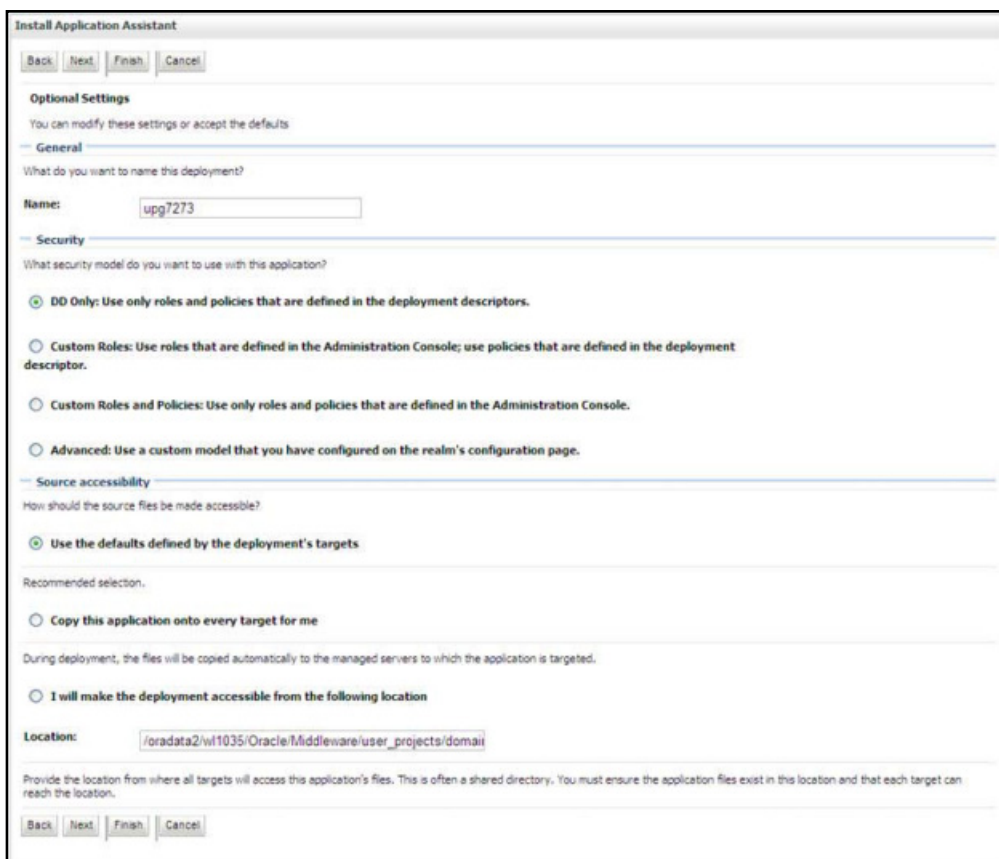 Install Application Assistant
Back Next Finish Cancel
Optional Settings
You can modify these settings or accept the defaults
General
What do you want to name this deployment?
Name: upg7273
Security
What security model do you want to use with this application?
DD Only: Use only roles and policies that are defined in the deployment descriptors.
Custom Roles: Use roles that are defined in the Administration Console; use policies that are defined in the deployment
descriptor.
Custom Roles and Policies: Use only roles and policies that are defined in the Administration Console.
Advanced: Use a custom model that you have configured on the realm's configuration page.
Source accessibility
How should the source files be made accessible?
Use the defaults defined by the deployment's targets
Recommended selection.
Copy this application onto every target for me
During deployment, the files will be copied automatically to the managed servers to which the application is targeted.
I will make the deployment accessible from the following location
Location: /oradata2/wl1035/Oracle/Middleware/user_projects/domain
Provide the location from where all targets will access this application's files. This is often a shared directory. You must ensure the application files exist in this location and that each target can
reach the location.
Back Next Finish Cancel